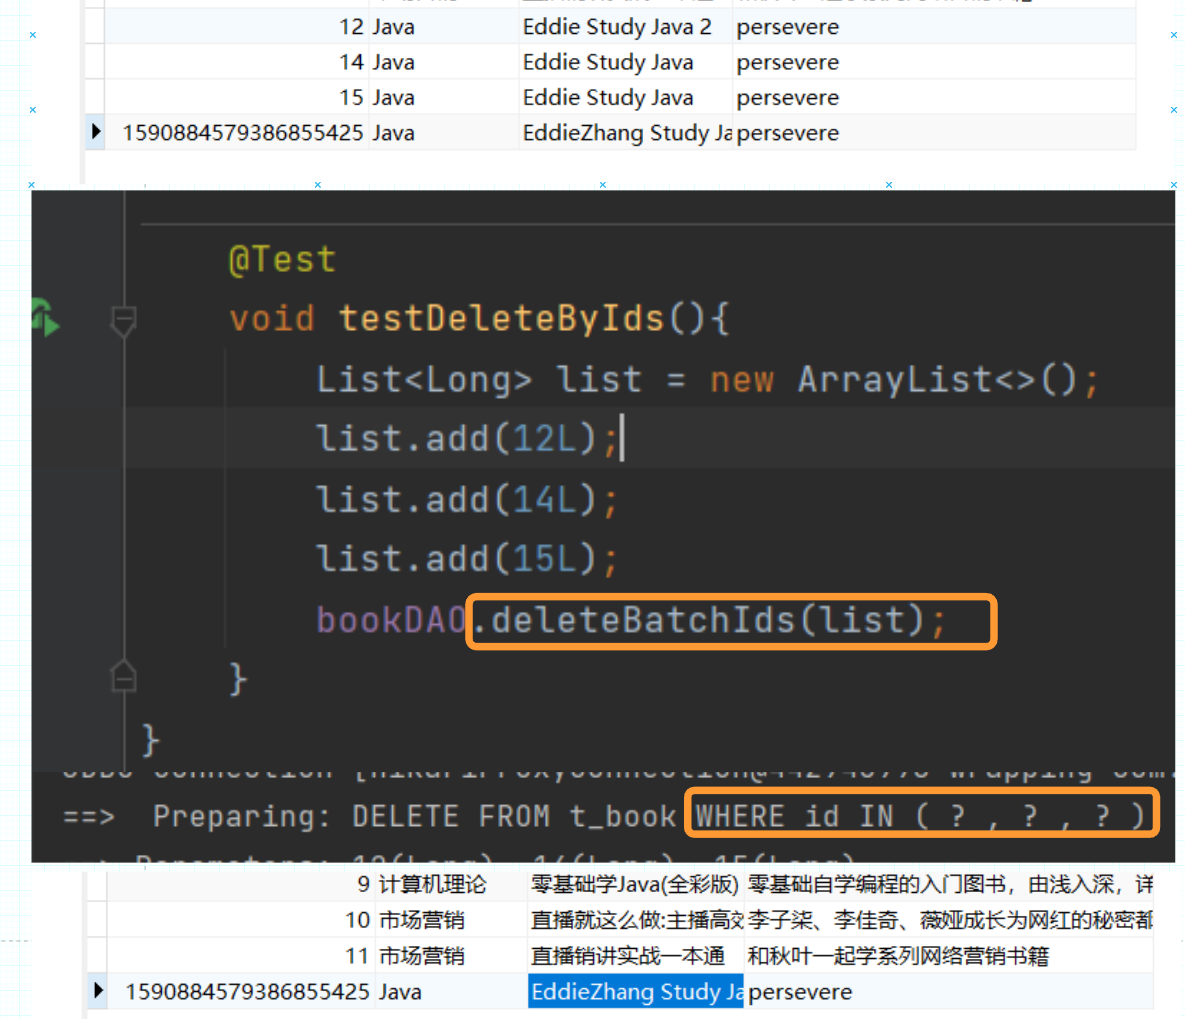 12 Java Eddie Study Java 2 persevere
14 Java Eddie Study Java persevere
15 Java Eddie Study Java persevere
1590884579386855425 Java EddieZhang Study Ja persevere
@Test
void testDeleteByIds(){
List<Long> list = new ArrayList<>();
list.add(12L);
list.add(14L);
list.add(15L);
bookDAO.deleteBatchIds(list);
}
}
==> Preparing: DELETE FROM t_book WHERE id IN ( ? , ? , ? )
9 计算机理论 零基础学Java(全彩版) 零基础自学编程的入门图书，由浅入深，详
10 市场营销 直播就这么做:主播高效 李子柒、李佳奇、薇娅成长为网红的秘密都
11 市场营销 直播销讲实战一本通 和秋叶一起学系列网络营销书籍
1590884579386855425 Java EddieZhang Study Ja persevere